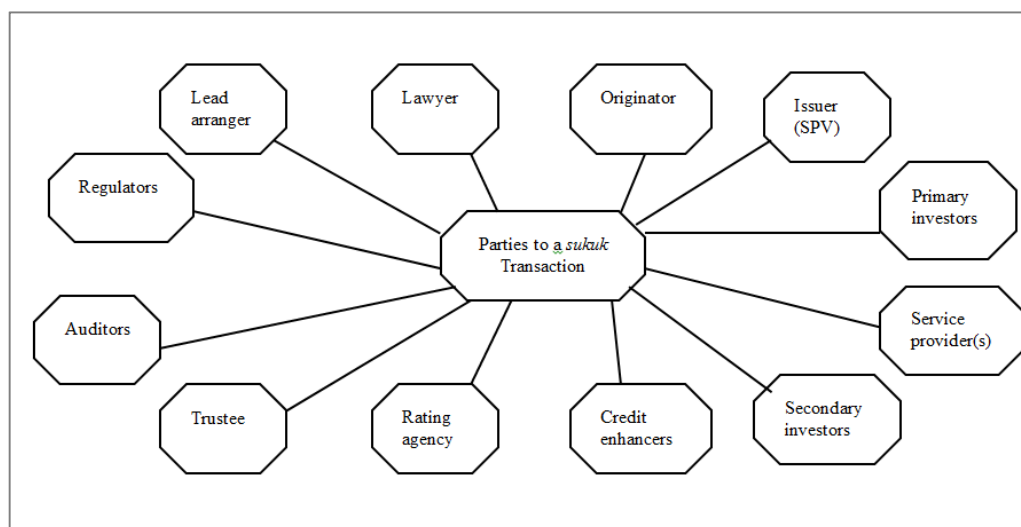 Lead
arranger
Lawyer
Originator
Issuer
(SPV)
Regulators
Primary
investors
Parties to a sukuk
Transaction
Auditors
Service
provider(s)
Trustee
Rating
agency
Credit
enhancers
Secondary
investors